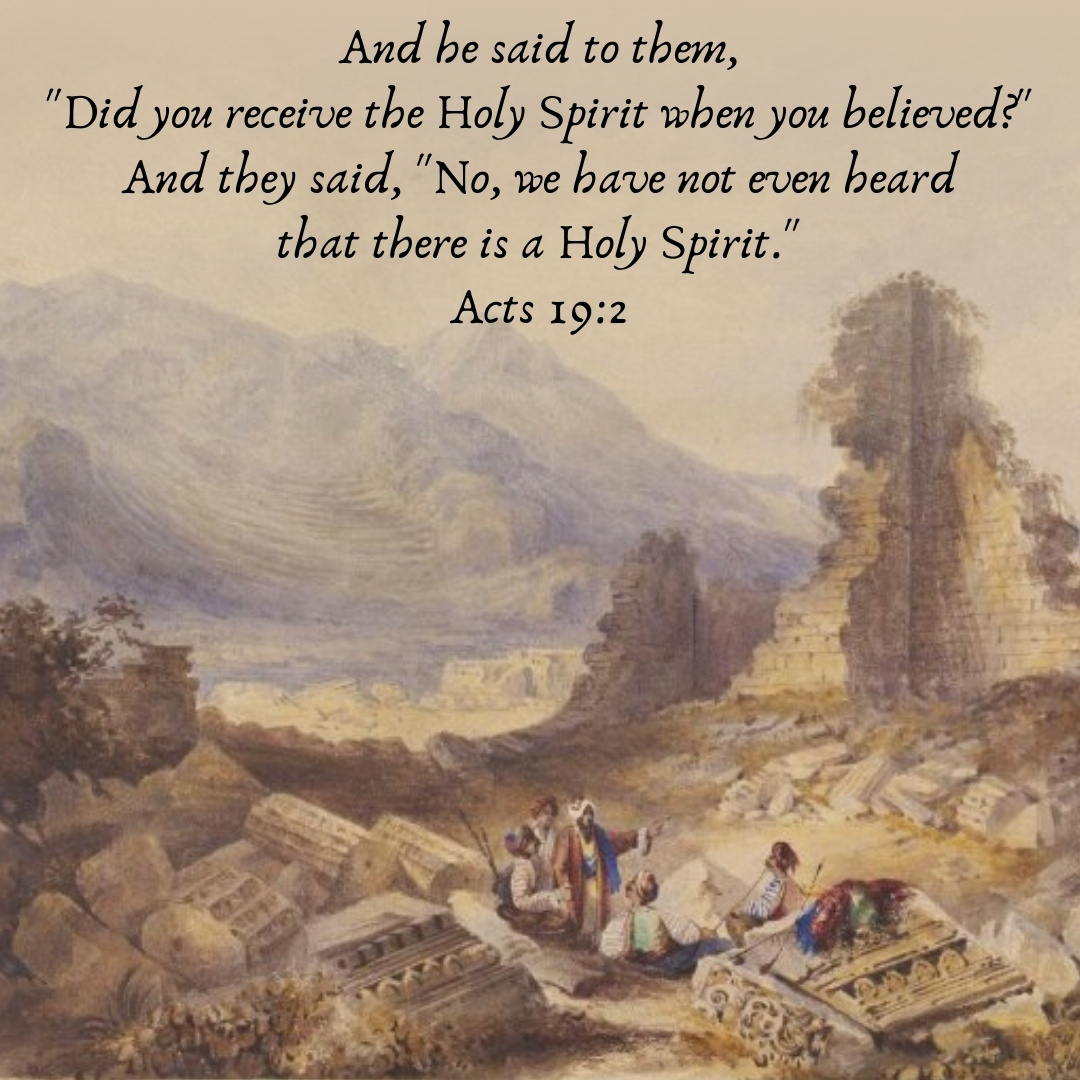 And he said to them,
"Did you receive the Holy Spirit when you believed?"
And they said, "No, we have not even heard
that there is a Holy Spirit."
Acts 19:2